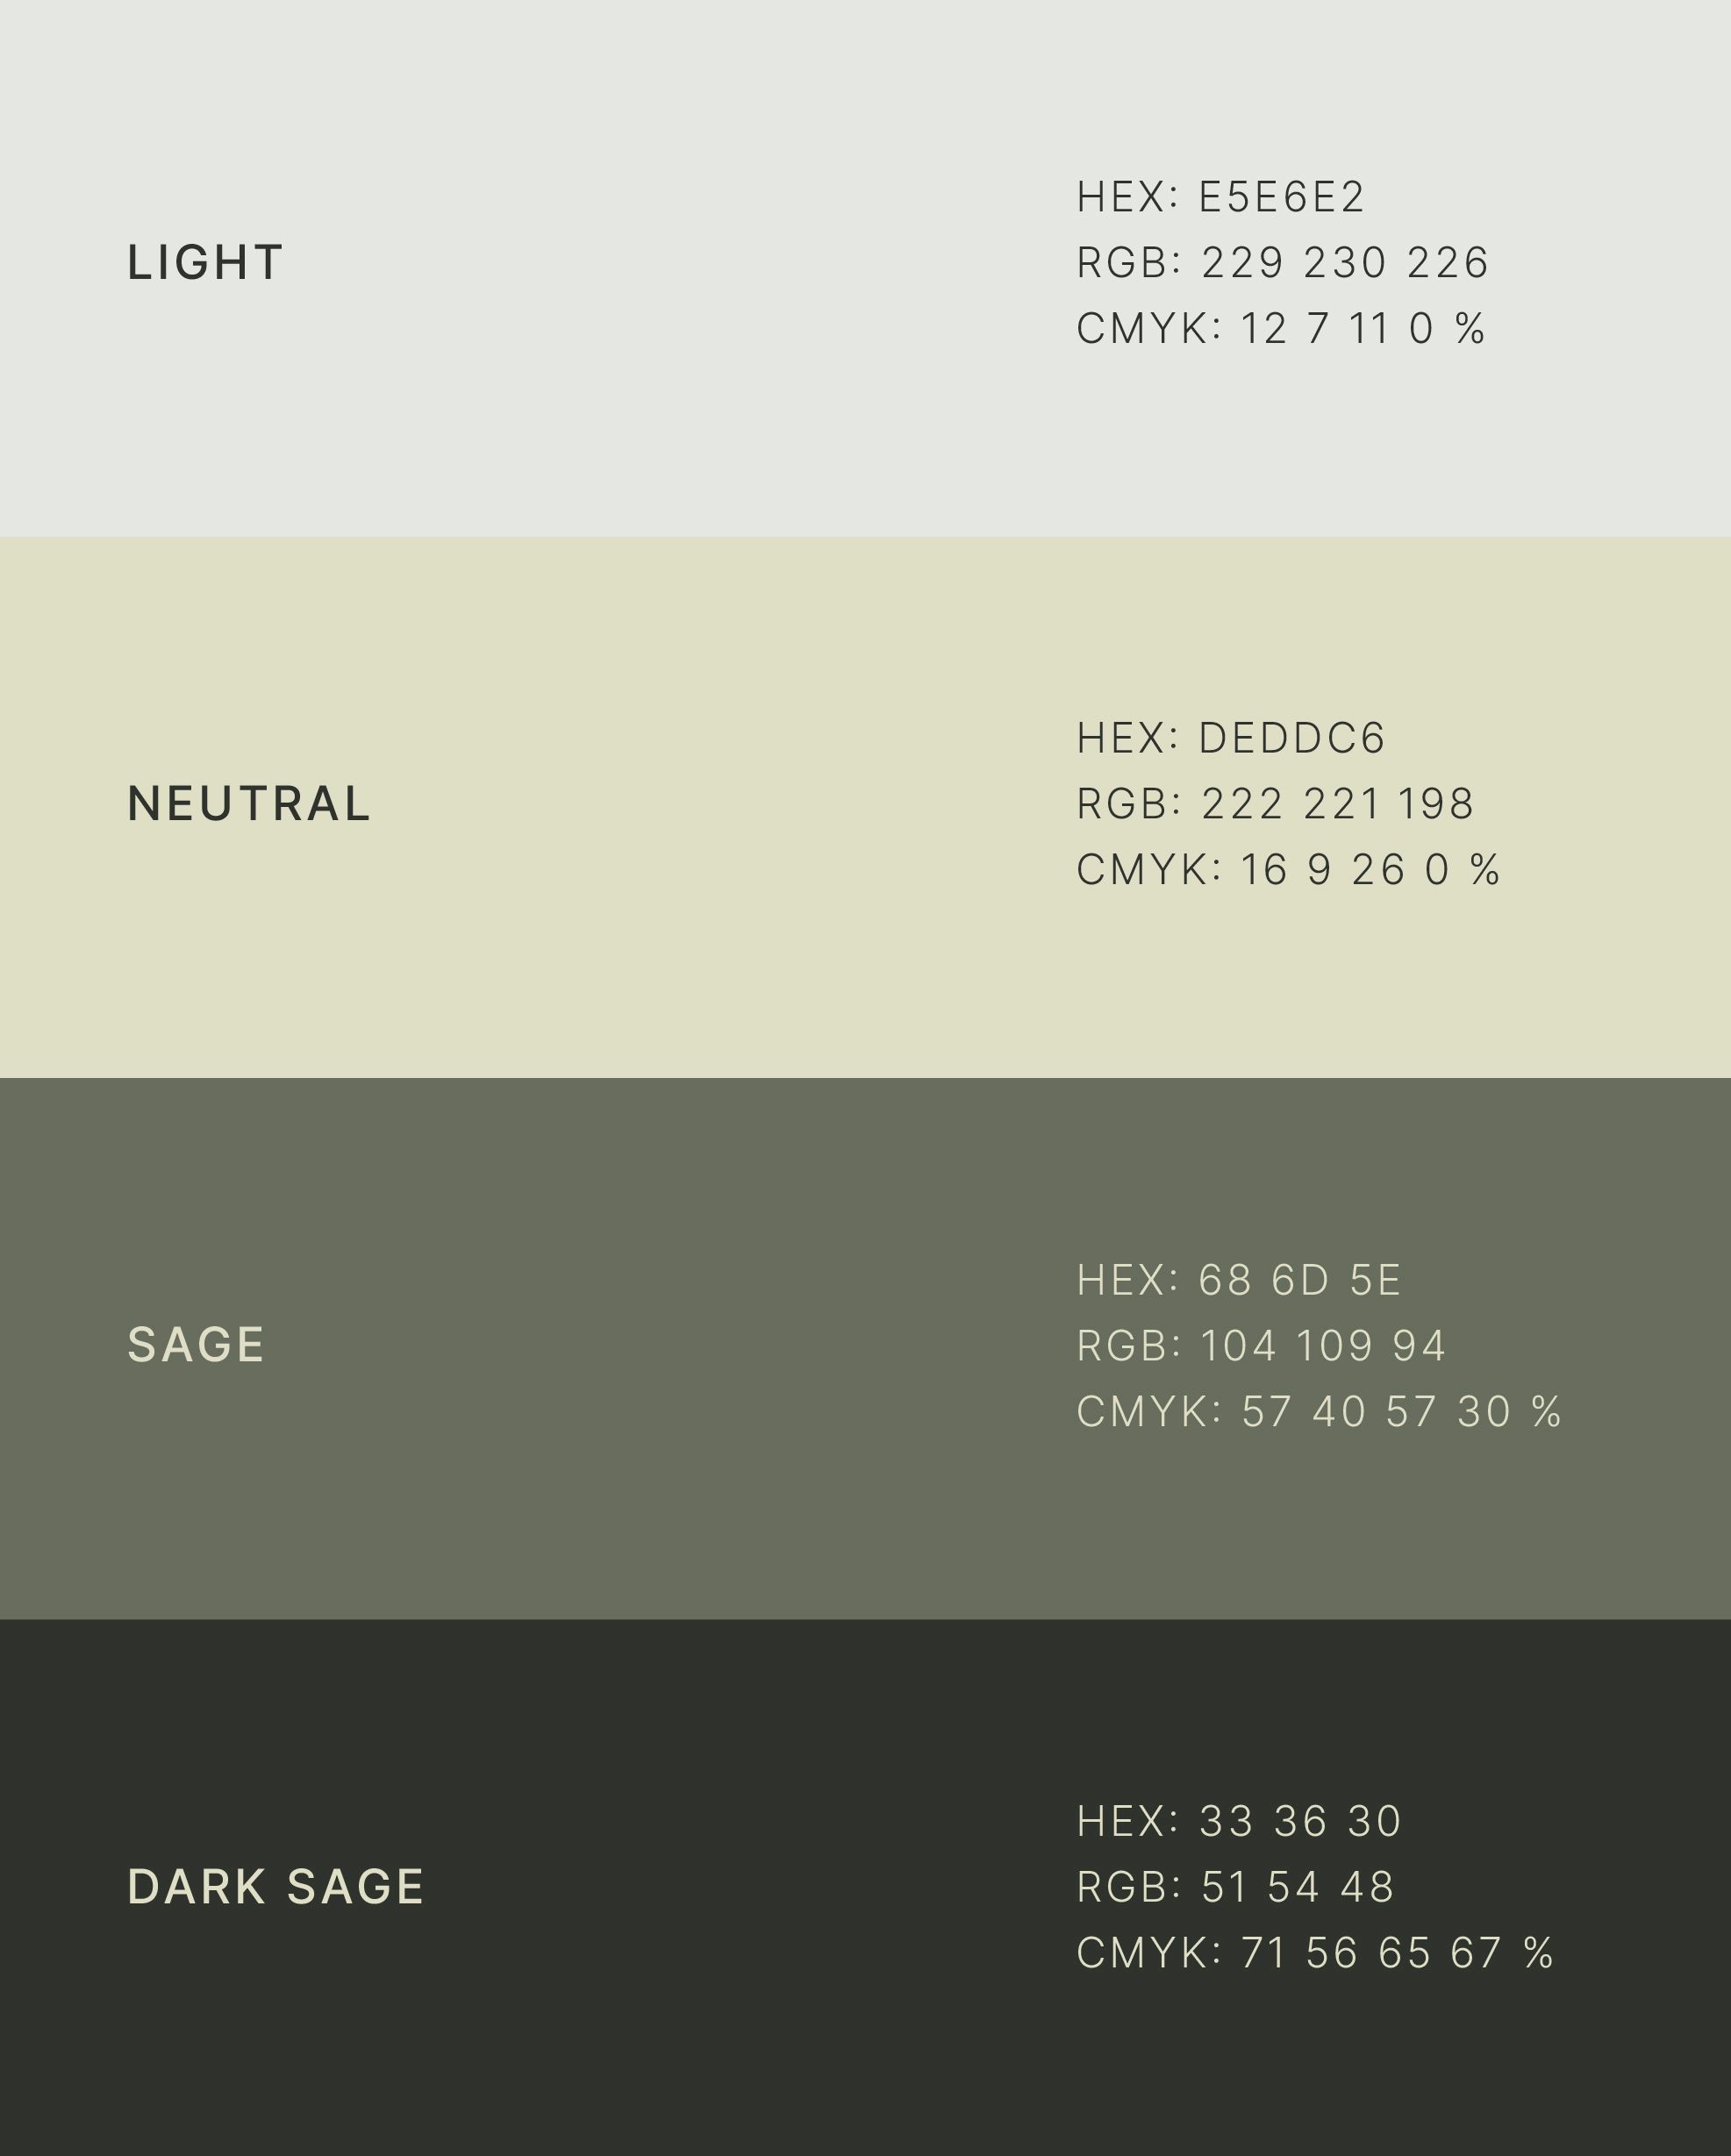 LIGHT
HEX: E5E6E2
RGB: 229 230 226
CMYK: 12 7 11 0 %
NEUTRAL
HEX: DEDDC6
RGB: 222 221 198
CMYK: 16 9 26 0 %
SAGE
HEX: 68 6D 5E
RGB: 104 109 94
CMYK: 57 40 57 30 %
DARK SAGE
HEX: 33 36 30
RGB: 51 54 48
CMYK: 71 56 65 67 %